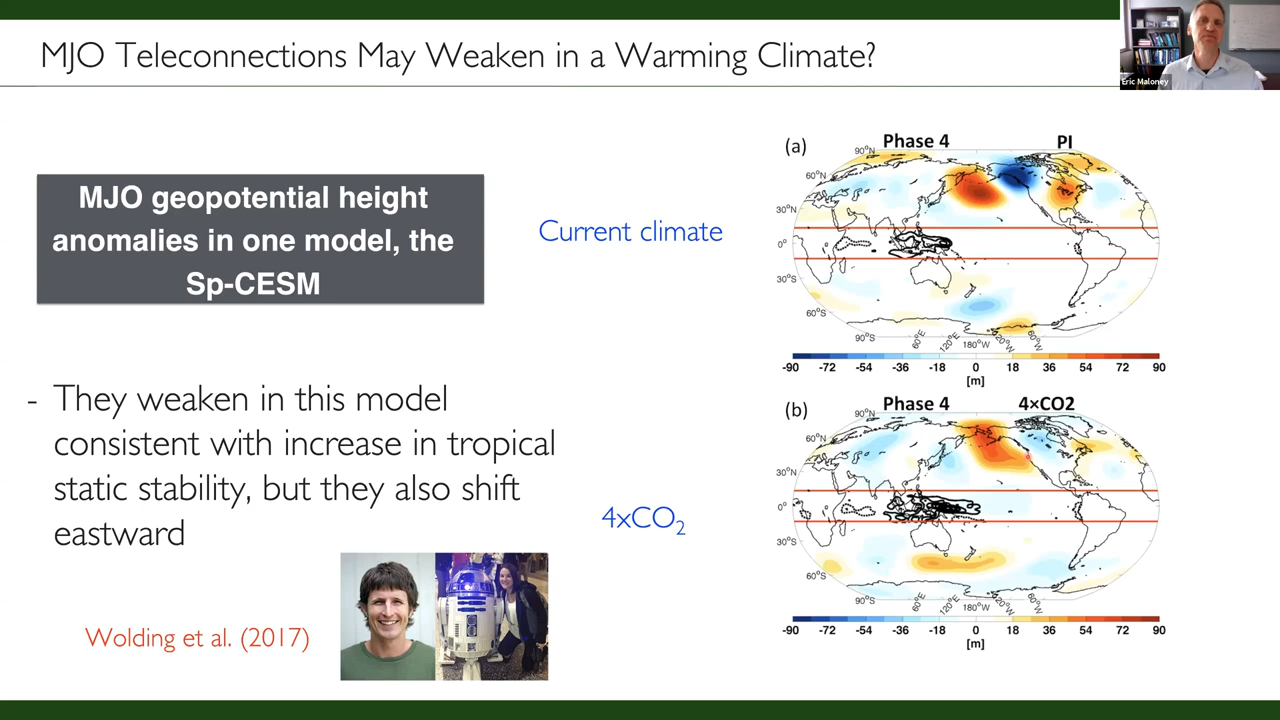 MJO Teleconnections May Weaken in a Warming Climate?
Eric Maloney
MJO geopotential height
anomalies in one model, the
Sp-CESM
Current climate
- They weaken in this model
consistent with increase in tropical
static stability, but they also shift
eastward
4xCO₂
Wolding et al. (2017)
(a) Phase 4 PI
90°N
60°N
30°N
0°
30°S
60°S
90°S
60°E 120°E 180°W 120°W 60°W
-90 -72 -54 -36 -18 0 18 36 54 72 90
[m]
(b) Phase 4 4×CO2
90°N
60°N
30°N
0°
30°S
60°S
90°S
60°E 120°E 180°W 120°W 60°W
-90 -72 -54 -36 -18 0 18 36 54 72 90
[m]